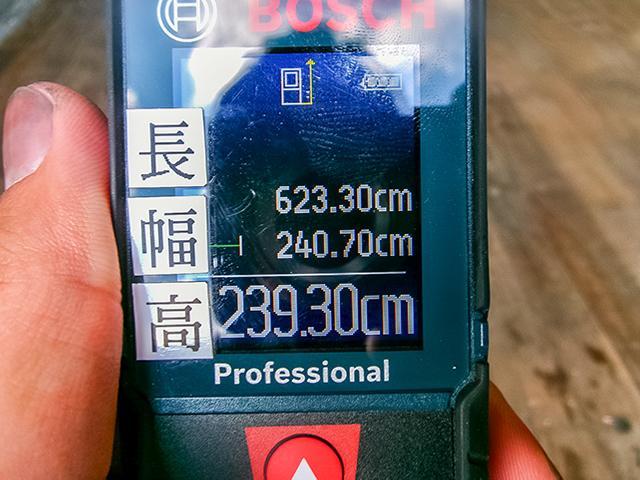 BOSCH
長 623.30cm
幅 240.70cm
高 239.30cm
Professional